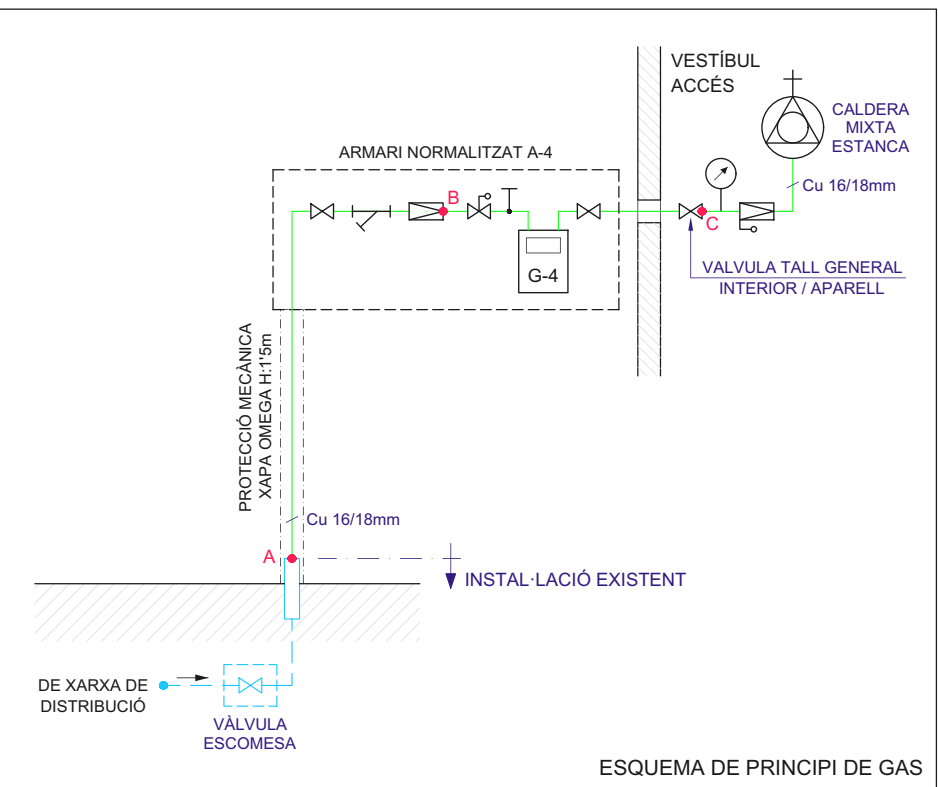 VESTÍBUL
ACCÉS
CALDERA
MIXTA
ESTANCA
ARMARI NORMALITZAT A-4
Cu 16/18mm
B
C
G-4
VALVULA TALL GENERAL
INTERIOR / APARELL
PROTECCIÓ MECÀNICA
XAPA OMEGA H:1'5m
Cu 16/18mm
A
INSTAL·LACIÓ EXISTENT
DE XARXA DE
DISTRIBUCIÓ
VÀLVULA
ESCOMESA
ESQUEMA DE PRINCIPI DE GAS